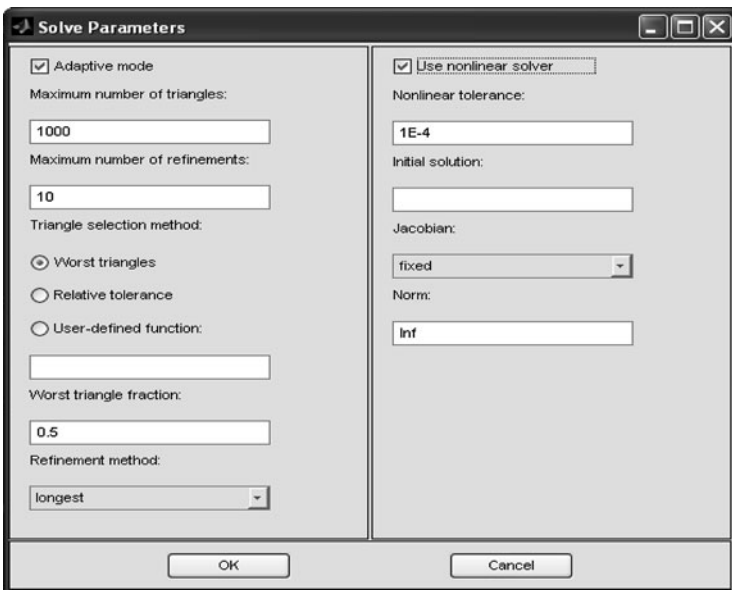 Solve Parameters
Adaptive mode
Maximum number of triangles:
1000
Maximum number of refinements:
10
Triangle selection method:
Worst triangles
Relative tolerance
User-defined function:
Worst triangle fraction:
0.5
Refinement method:
longest
Use nonlinear solver
Nonlinear tolerance:
1E-4
Initial solution:
Jacobian:
fixed
Norm:
Inf
OK
Cancel